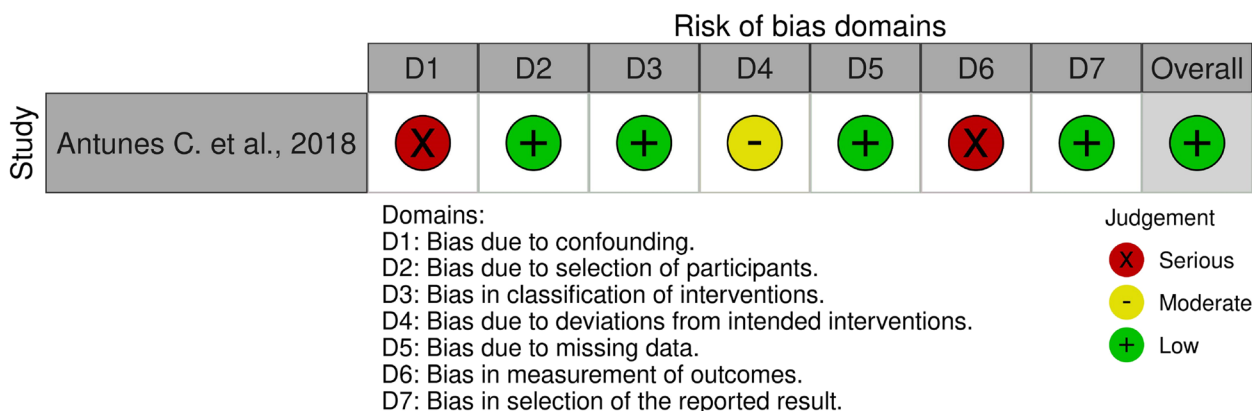 Risk of bias domains
D1 D2 D3 D4 D5 D6 D7 Overall
Study
Antunes C. et al., 2018 X + + - + X + +
Domains:
D1: Bias due to confounding.
D2: Bias due to selection of participants.
D3: Bias in classification of interventions.
D4: Bias due to deviations from intended interventions.
D5: Bias due to missing data.
D6: Bias in measurement of outcomes.
D7: Bias in selection of the reported result.
Judgement
X Serious
- Moderate
+ Low